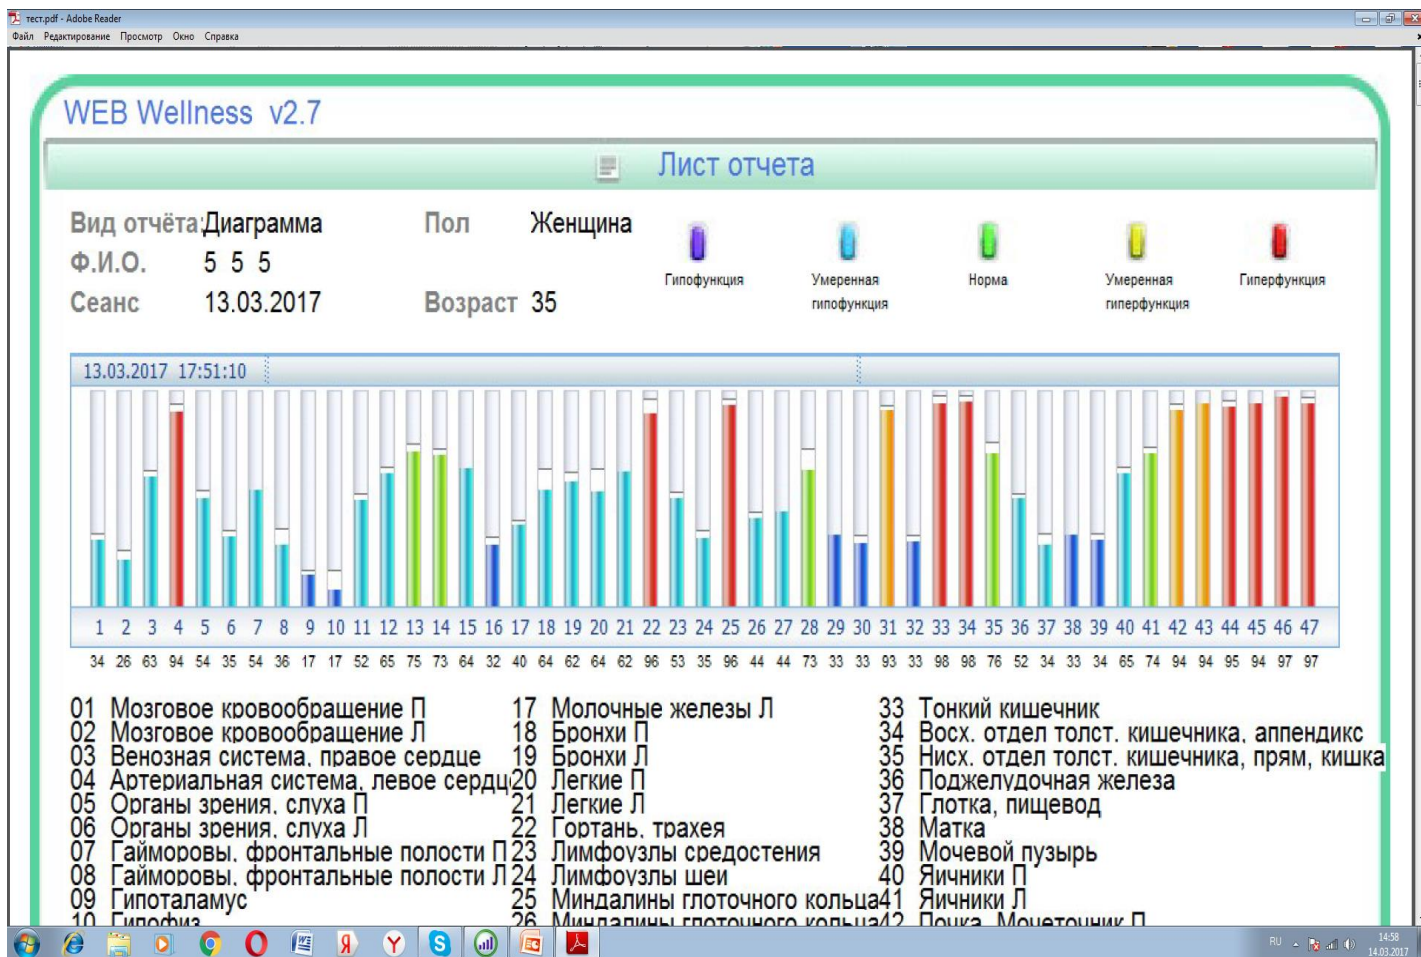 тест.pdf - Adobe Reader
Файл Редактирование Просмотр Окно Справка
WEB Wellness v2.7
Лист отчета
Вид отчёта: Диаграмма Пол Женщина
Ф.И.О. 5 5 5
Сеанс 13.03.2017 Возраст 35
Гипофункция
Умеренная
гипофункция
Норма
Умеренная
гиперфункция
Гиперфункция
13.03.2017 17:51:10
1 2 3 4 5 6 7 8 9 10 11 12 13 14 15 16 17 18 19 20 21 22 23 24 25 26 27 28 29 30 31 32 33 34 35 36 37 38 39 40 41 42 43 44 45 46 47
34 26 63 94 54 35 54 36 17 17 52 65 75 73 64 32 40 64 62 64 62 96 53 35 96 44 44 73 33 33 93 33 98 98 76 52 34 33 34 65 74 94 94 95 94 97 97
01 Мозговое кровообращение П
02 Мозговое кровообращение Л
03 Венозная система, правое сердце
04 Артериальная система, левое сердц
05 Органы зрения, слуха П
06 Органы зрения, слуха Л
07 Гайморовы, фронтальные полости П
08 Гайморовы, фронтальные полости Л
09 Гипоталамус
10 Гипофиз
17 Молочные железы Л
18 Бронхи П
19 Бронхи Л
20 Легкие П
21 Легкие Л
22 Гортань, трахея
23 Лимфоузлы средостения
24 Лимфоузлы шеи
25 Миндалины глоточного кольца
26 Миндалины глоточного кольца
33 Тонкий кишечник
34 Восх. отдел толст. кишечника, аппендикс
35 Нисх. отдел толст. кишечника, прям, кишка
36 Поджелудочная железа
37 Глотка, пищевод
38 Матка
39 Мочевой пузырь
40 Яичники П
41 Яичники Л
42 Почка, Мочеточник П
RU
14:58
14.03.2017